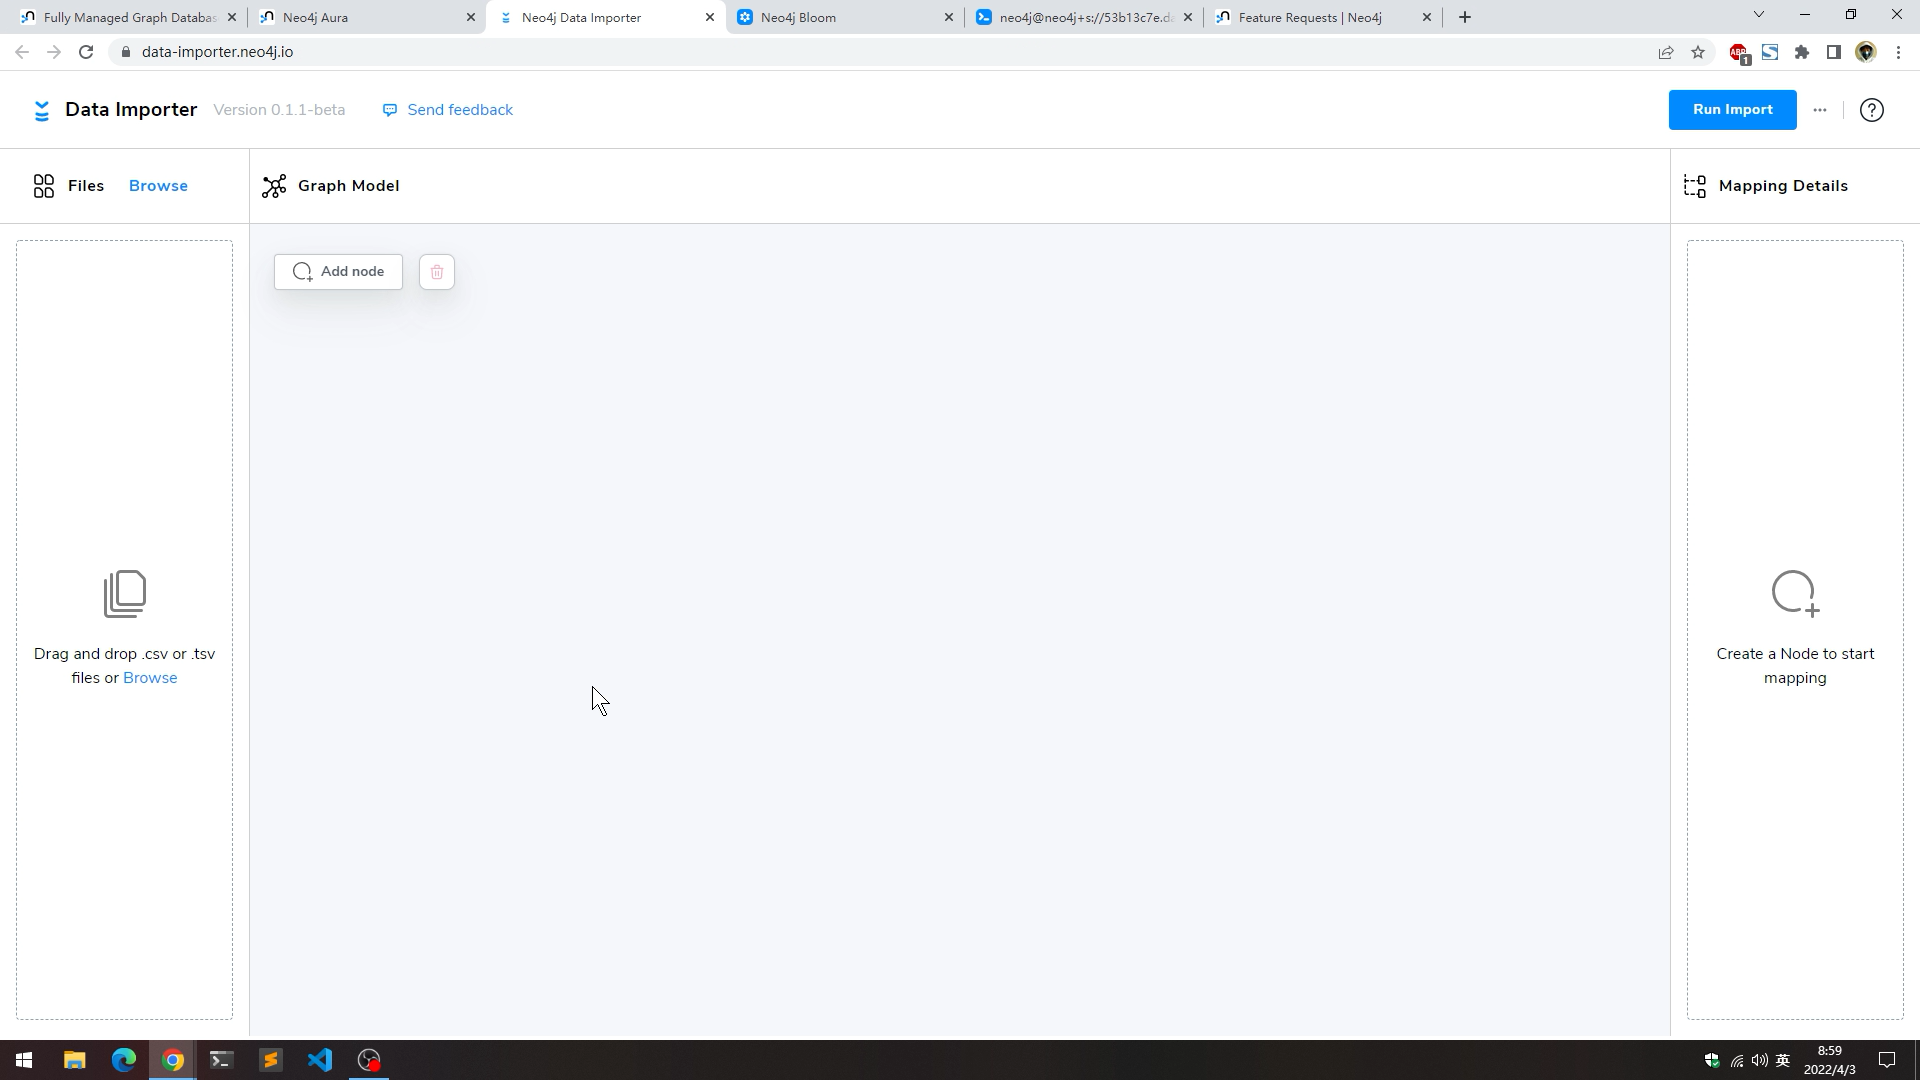 Fully Managed Graph Databas
Neo4j Aura
Neo4j Data Importer
Neo4j Bloom
neo4j@neo4j+s://53b13c7e.da
Feature Requests | Neo4j
data-importer.neo4j.io
ABP
1
Data Importer
Version 0.1.1-beta
Send feedback
Run Import
Files
Browse
Graph Model
Mapping Details
Add node
Drag and drop .csv or .tsv
files or Browse
Create a Node to start
mapping
英
8:59
2022/4/3